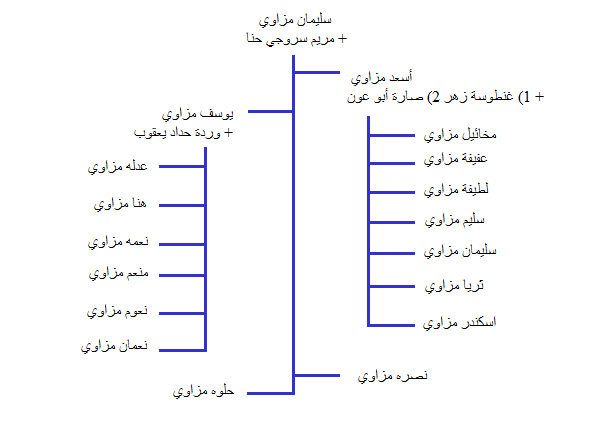 سليمان مزاوي
+ مريم سروجي حنا
أسعد مزاوي
+ 1) غنطوسة زهر 2) صارة أبو عون
مخائيل مزاوي
عفيفة مزاوي
لطيفة مزاوي
سليم مزاوي
سليمان مزاوي
ثريا مزاوي
اسكندر مزاوي
يوسف مزاوي
+ وردة حداد يعقوب
عدله مزاوي
هنا مزاوي
نعمه مزاوي
منعم مزاوي
نعوم مزاوي
نعمان مزاوي
نصره مزاوي
حلوه مزاوي